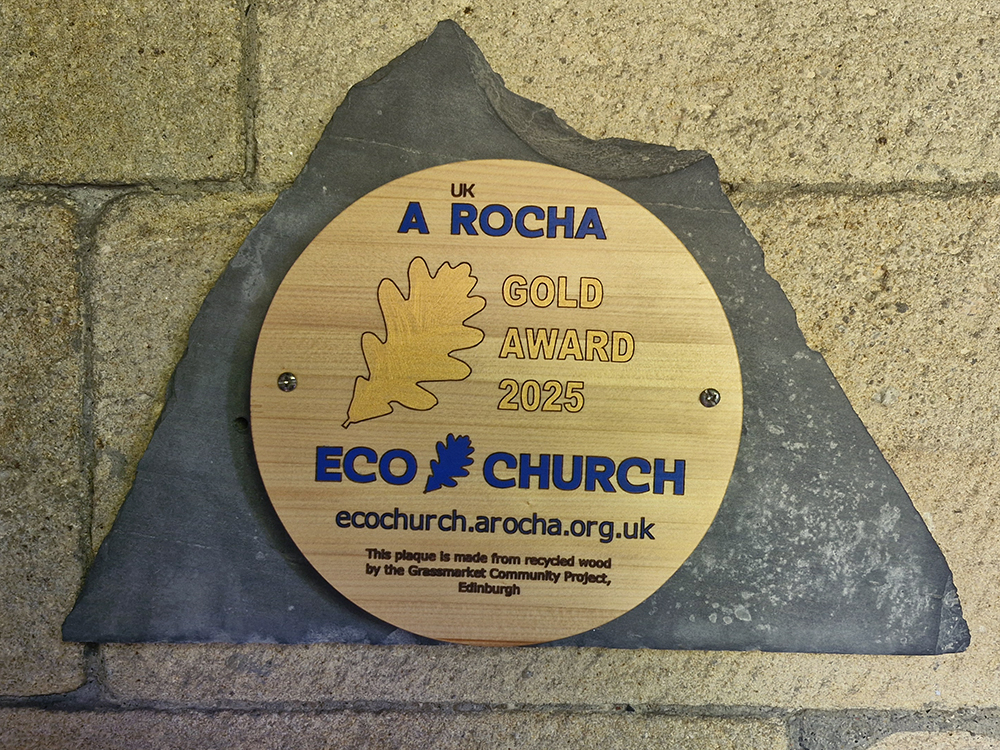 UK
A ROCHA
GOLD
AWARD
2025
ECO CHURCH
ecochurch.arocha.org.uk
This plaque is made from recycled wood
by the Grassmarket Community Project,
Edinburgh